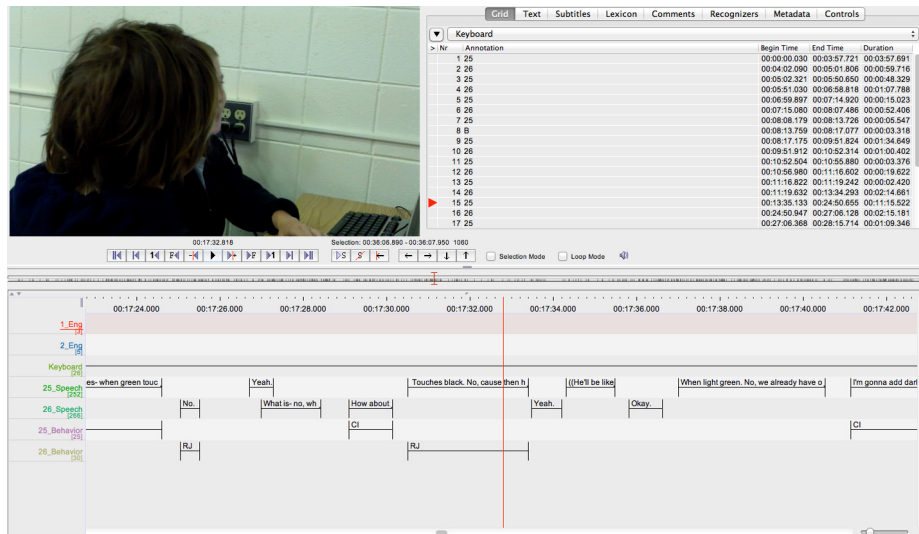 Grid Text Subtitles Lexicon Comments Recognizers Metadata Controls
Keyboard
> Nr Annotation Begin Time End Time Duration
1 25 00:00:00.030 00:03:57.721 00:03:57.691
2 26 00:04:02.090 00:05:01.806 00:00:59.716
3 25 00:05:02.321 00:05:50.650 00:00:48.329
4 26 00:05:51.030 00:06:58.818 00:01:07.788
5 25 00:06:59.897 00:07:14.920 00:00:15.023
6 26 00:07:15.080 00:08:07.486 00:00:52.406
7 25 00:08:08.179 00:08:13.726 00:00:05.547
8 B 00:08:13.759 00:08:17.077 00:00:03.318
9 25 00:08:17.175 00:09:51.824 00:01:34.649
10 26 00:09:51.912 00:10:52.314 00:01:00.402
11 25 00:10:52.504 00:10:55.880 00:00:03.376
12 26 00:10:56.980 00:11:16.602 00:00:19.622
13 25 00:11:16.822 00:11:19.242 00:00:02.420
14 26 00:11:19.632 00:13:34.293 00:02:14.661
15 25 00:13:35.133 00:24:50.655 00:11:15.522
16 26 00:24:50.947 00:27:06.128 00:02:15.181
17 25 00:27:06.368 00:28:15.714 00:01:09.346
00:17:32.818 Selection: 00:36:06.890 - 00:36:07.950 1060
Selection Mode Loop Mode
00:17:24.000 00:17:26.000 00:17:28.000 00:17:30.000 00:17:32.000 00:17:34.000 00:17:36.000 00:17:38.000 00:17:40.000 00:17:42.000
1_Eng
[3]
2_Eng
[5]
Keyboard
[26]
25_Speech es- when green touc Yeah. Touches black. No, cause then h ((He'll be like When light green. No, we already have o I'm gonna add darl
[252]
26_Speech No. What is- no, wh How about Yeah. Okay.
[266]
25_Behavior CI CI
[25]
26_Behavior RJ RJ
[30]